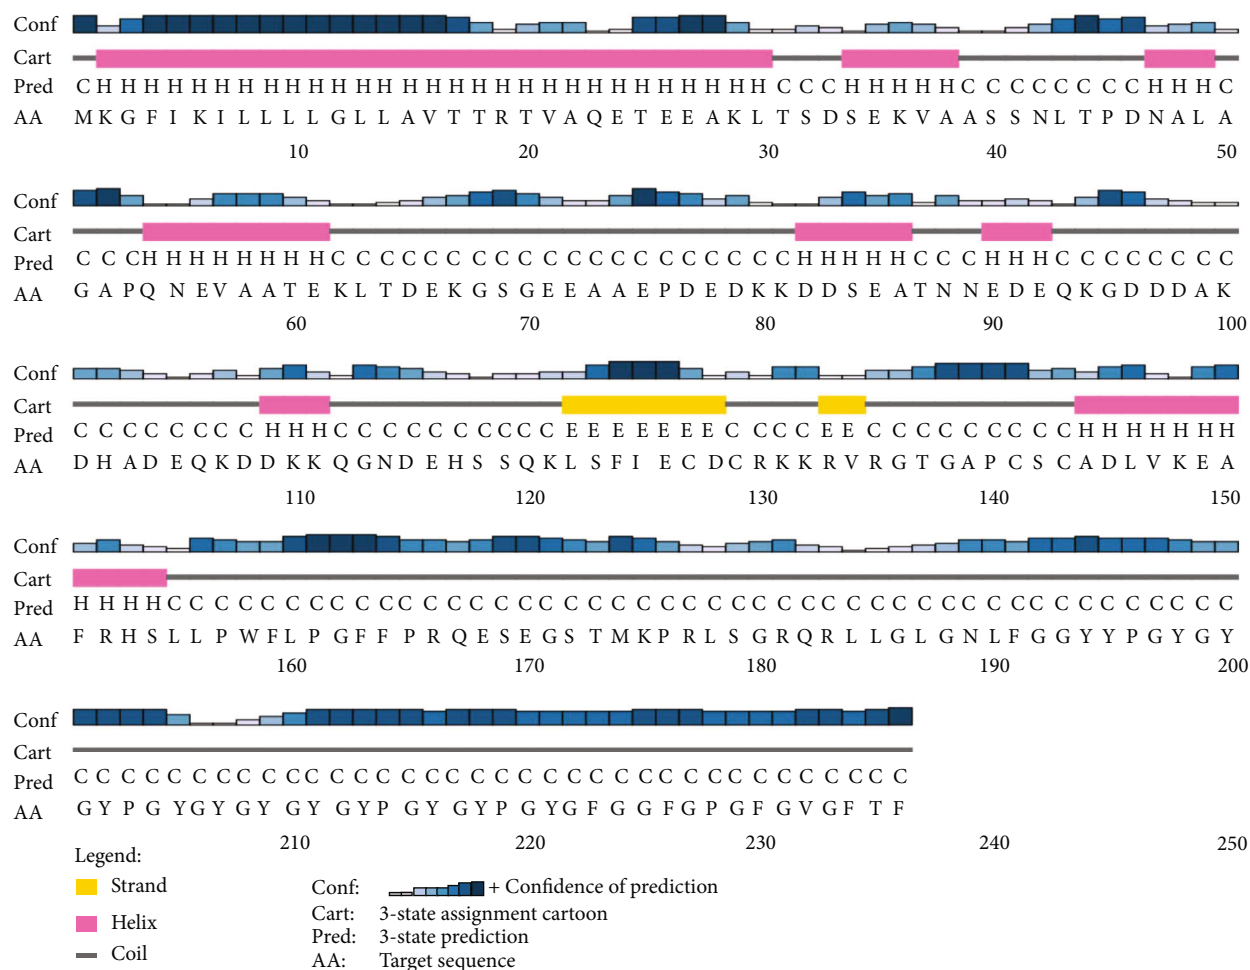 Conf
Cart
Pred C H H H H H H H H H H H H H H H H H H H H H H H H H H H H H C C C H H H H H C C C C C C C C H H H C
AA M K G F I K I L L L L G L L A V T T R T V A Q E T E E A K L T S D S E K V A A S S N L T P D N A L A
10 20 30 40 50
Conf
Cart
Pred C C C H H H H H H H H C C C C C C C C C C C C C C C C C C C C H H H H H C C C H H H C C C C C C C C
AA G A P Q N E V A A T E K L T D E K G S G E E A A E P D E D K K D D S E A T N N E D E Q K G D D D A K
60 70 80 90 100
Conf
Cart
Pred C C C C C C C C H H H C C C C C C C C C C E E E E E E E C C C C E E C C C C C C C C C H H H H H H H
AA D H A D E Q K D D K K Q G N D E H S S Q K L S F I E C D C R K K R V R G T G A P C S C A D L V K E A
110 120 130 140 150
Conf
Cart
Pred H H H H C C C C C C C C C C C C C C C C C C C C C C C C C C C C C C C C C C C C C C C C C C C C C C
AA F R H S L L P W F L P G F F P R Q E S E G S T M K P R L S G R Q R L L G L G N L F G G Y Y P G Y G Y
160 170 180 190 200
Conf
Cart
Pred C C C C C C C C C C C C C C C C C C C C C C C C C C C C C C C C C C C C
AA G Y P G Y G Y G Y G Y G Y P G Y G Y P G Y G F G G F G P G F G V G F T F
210 220 230 240 250
Legend:
Strand
Helix
Coil
Conf: + Confidence of prediction
Cart: 3-state assignment cartoon
Pred: 3-state prediction
AA: Target sequence